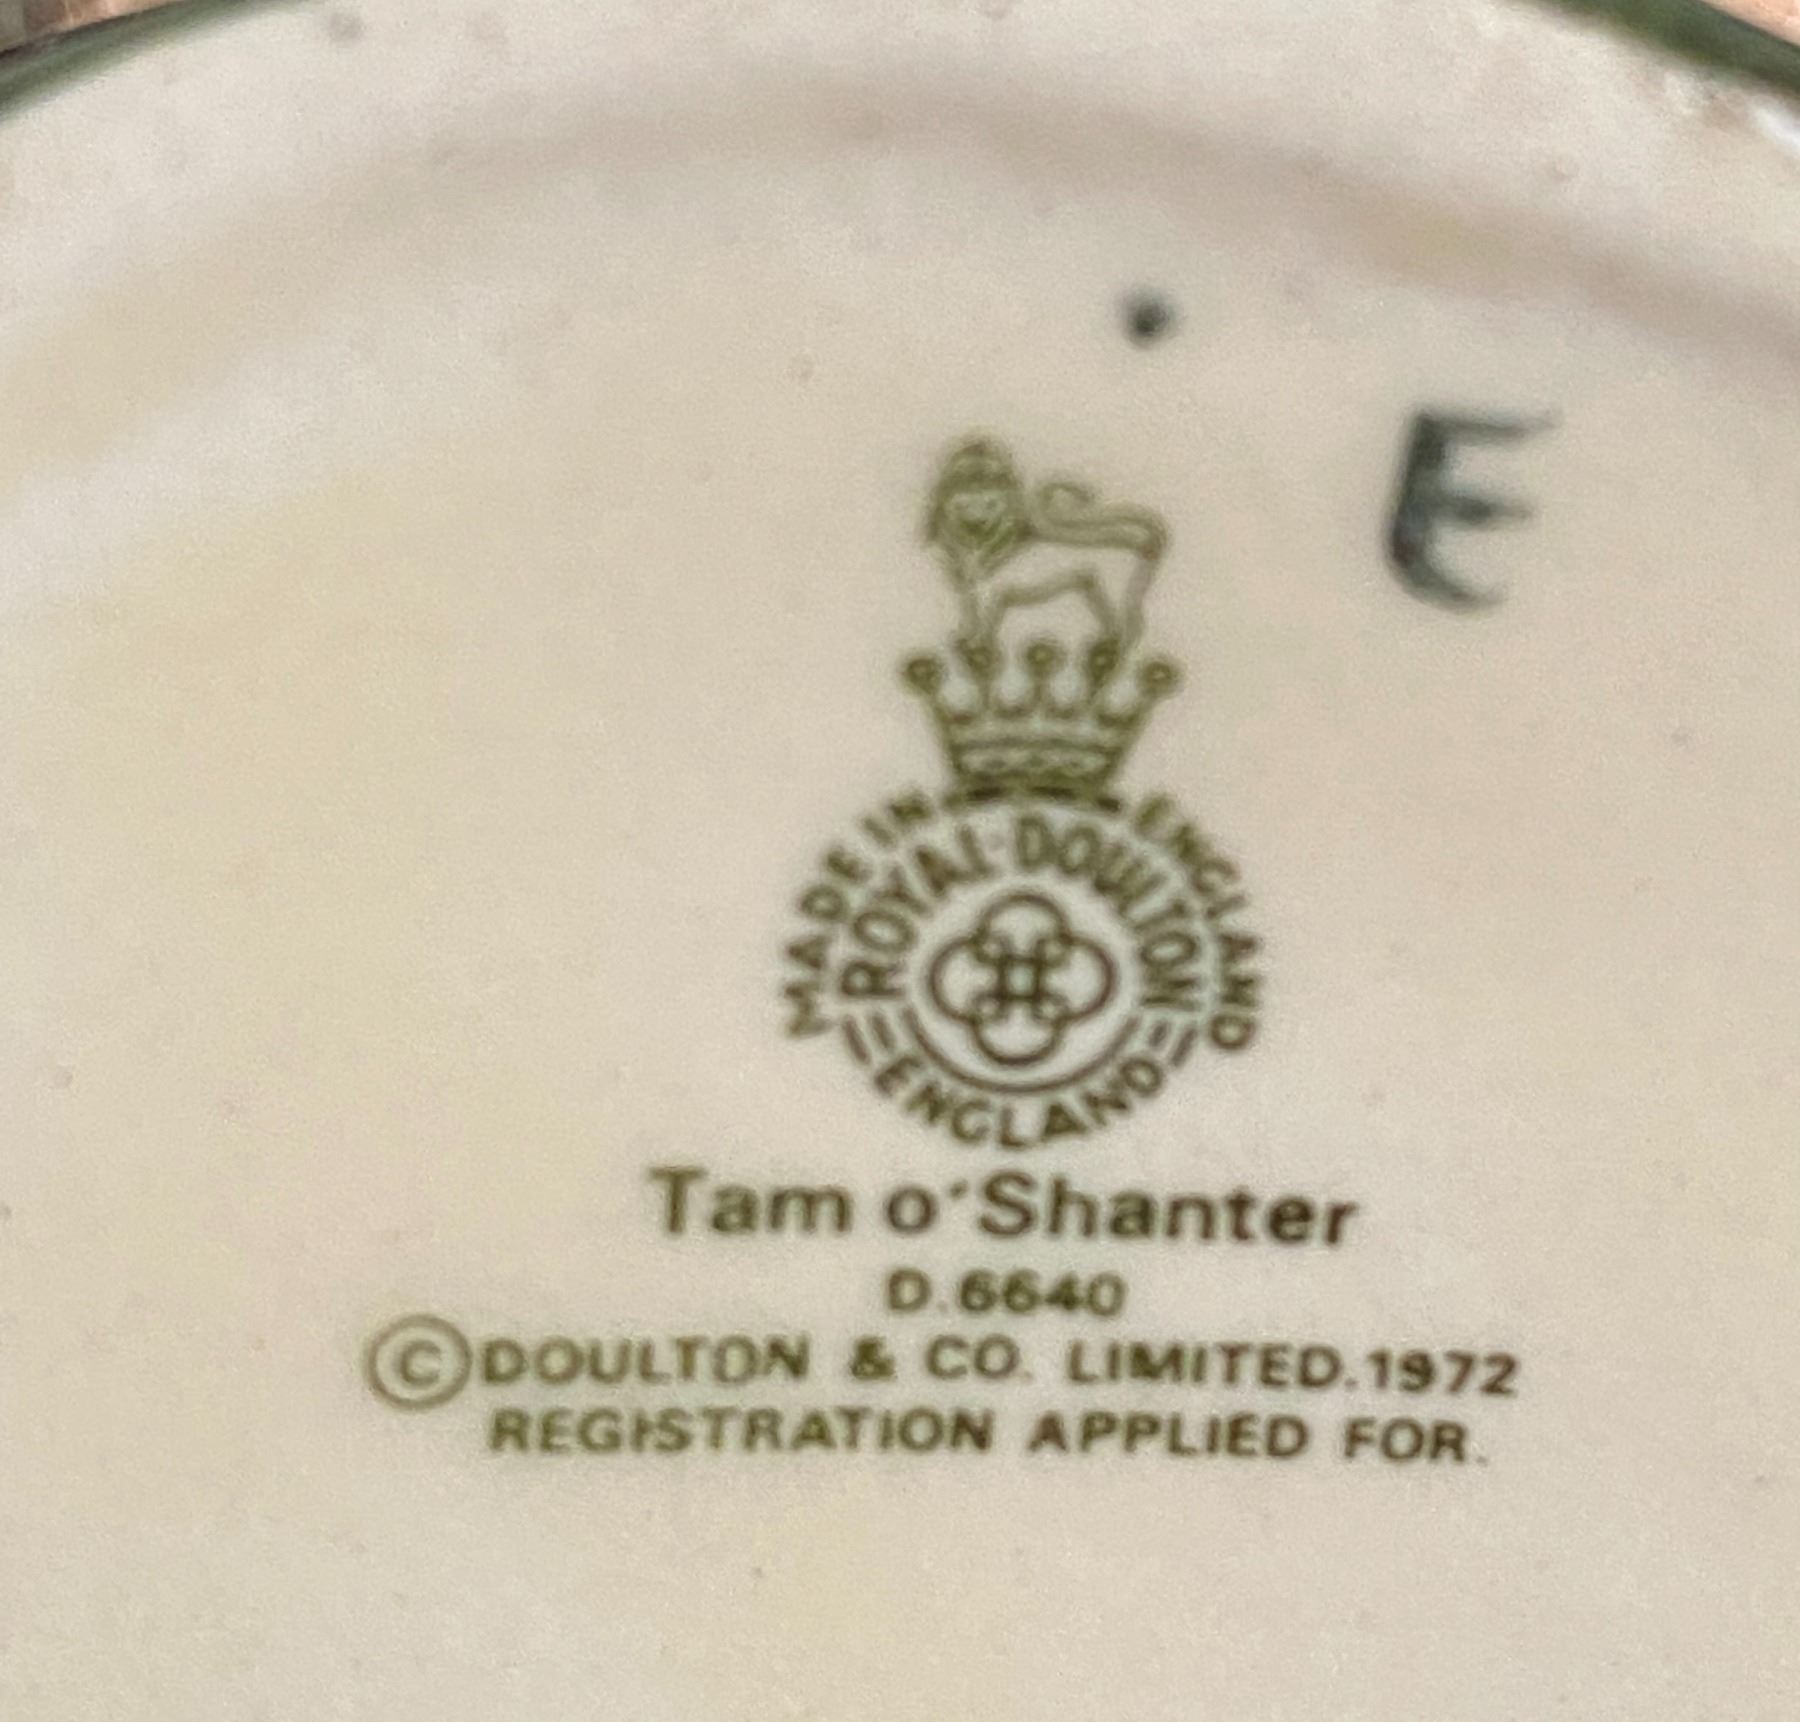 E
MADE IN ENGLAND
ROYAL DOULTON
ENGLAND
Tam o'Shanter
D.6640
©DOULTON & CO. LIMITED.1972
REGISTRATION APPLIED FOR.